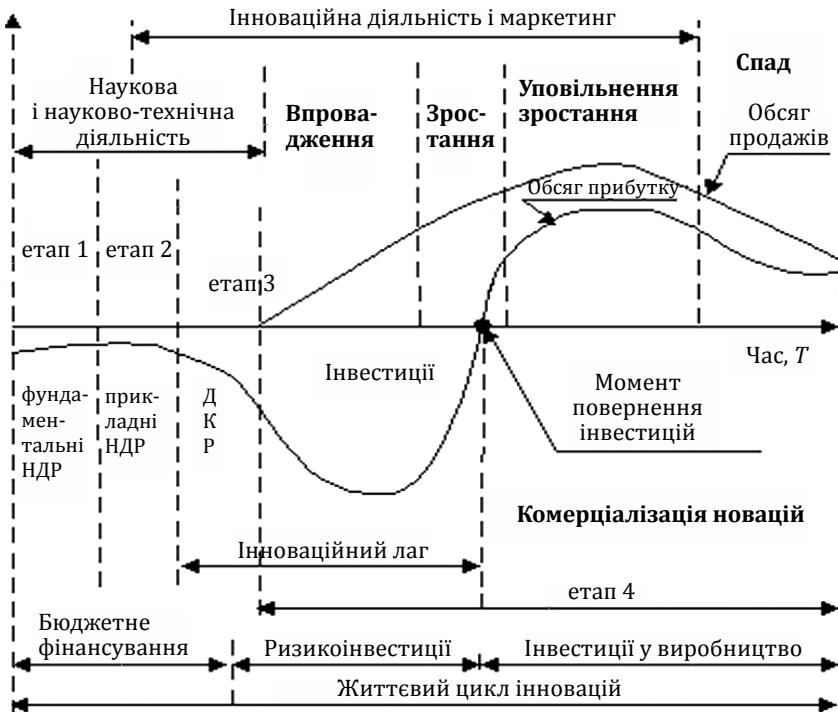 Інноваційна діяльність і маркетинг
Наукова
і науково-технічна
діяльність
Впрова-
дження
Зрос-
тання
Уповільнення
зростання
Спад
Обсяг
продажів
Обсяг прибутку
етап 1
етап 2
етап 3
Час, T
фунда-
мен-
тальні
НДР
прик-
ладні
НДР
Д
К
Р
Інвестиції
Момент
повернення
інвестицій
Комерціалізація новацій
Інноваційний лаг
етап 4
Бюджетне
фінансування
Ризикоінвестиції
Інвестиції у виробництво
Життєвий цикл інновацій